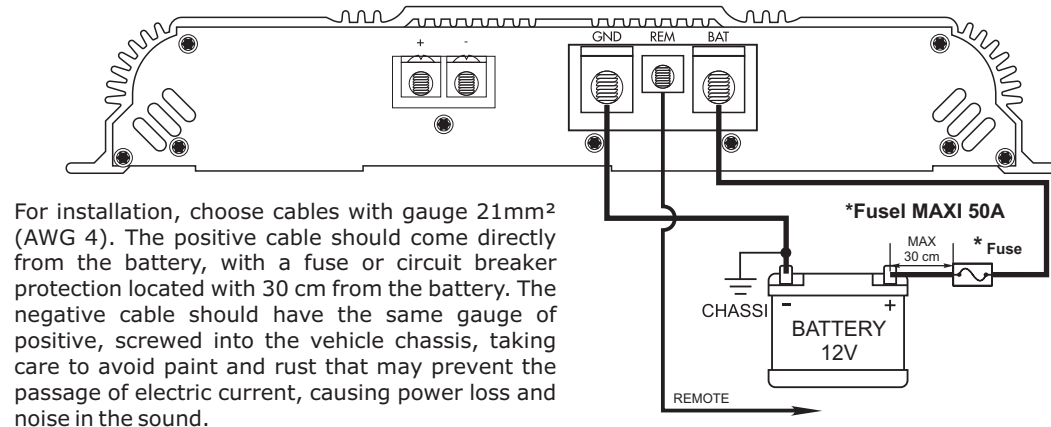 + -
GND REM BAT
For installation, choose cables with gauge 21mm²
(AWG 4). The positive cable should come directly
from the battery, with a fuse or circuit breaker
protection located with 30 cm from the battery. The
negative cable should have the same gauge of
positive, screwed into the vehicle chassis, taking
care to avoid paint and rust that may prevent the
passage of electric current, causing power loss and
noise in the sound.
*Fusel MAXI 50A
MAX
30 cm
* Fuse
CHASSI
- +
BATTERY
12V
REMOTE